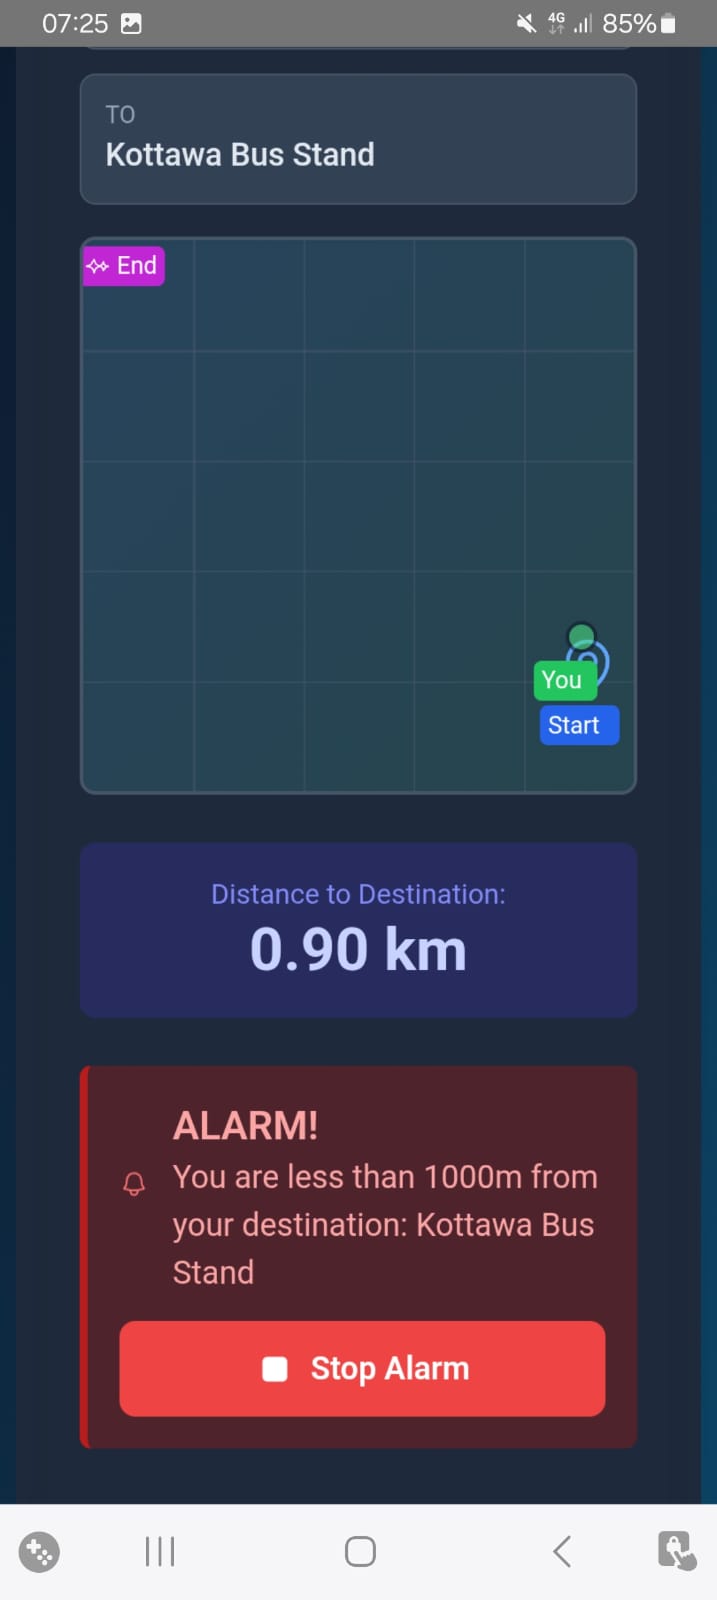 07:25
4G
85%
TO
Kottawa Bus Stand
End
You
Start
Distance to Destination:
0.90 km
ALARM!
You are less than 1000m from
your destination: Kottawa Bus
Stand
Stop Alarm